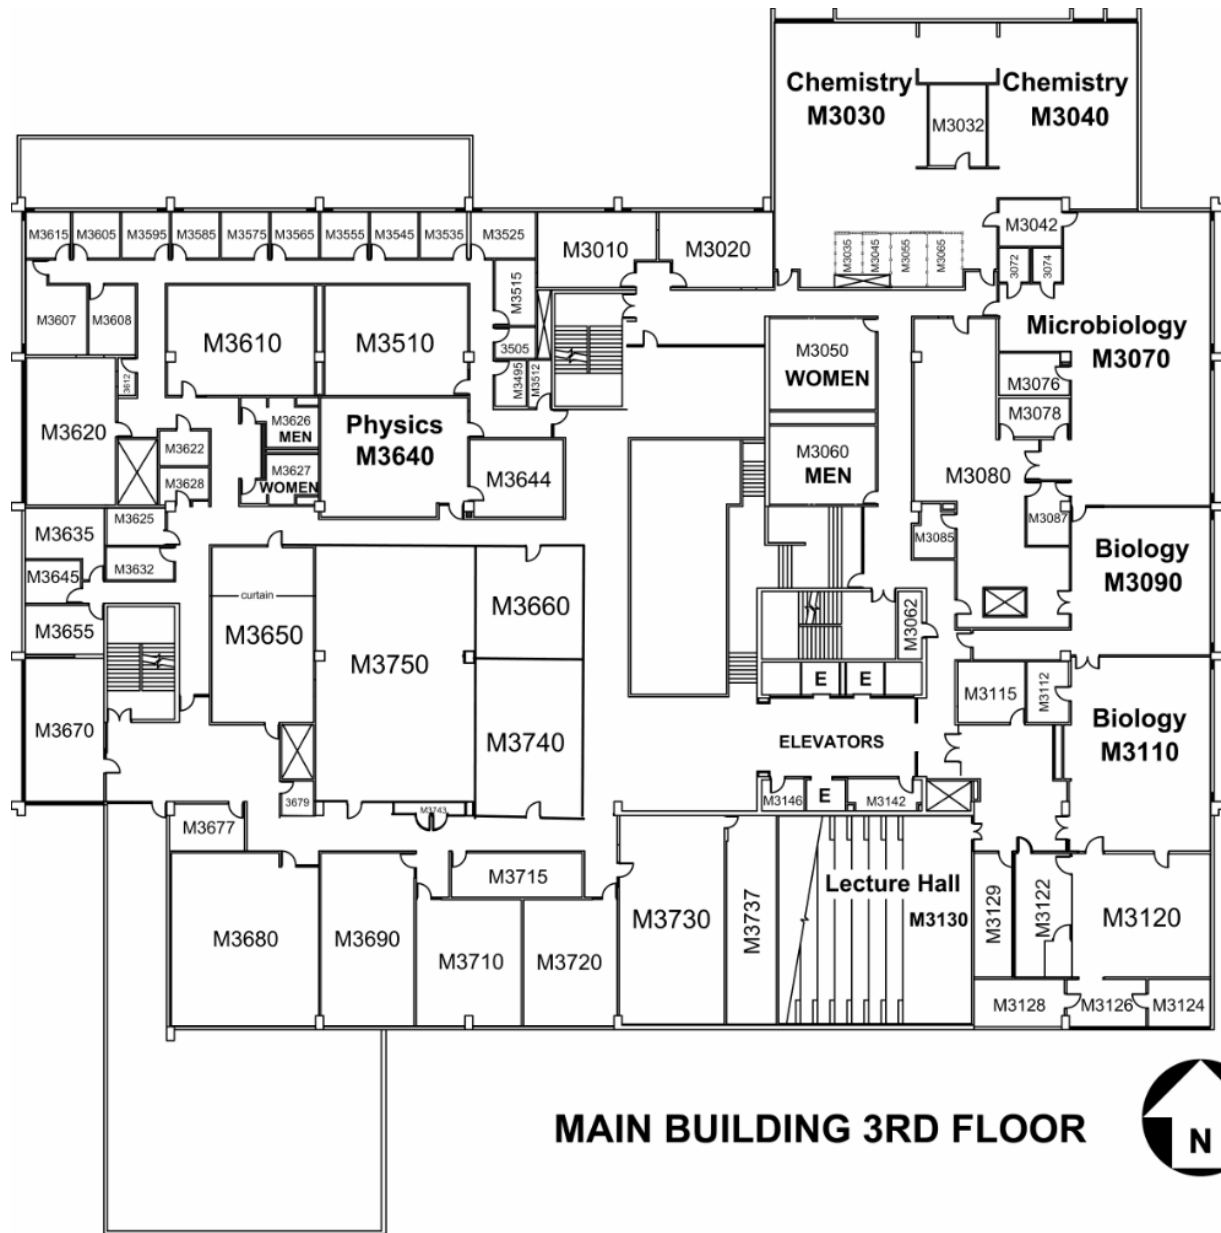 Chemistry
M3030
Chemistry
M3040
M3032
M3615
M3605
M3595
M3585
M3575
M3565
M3555
M3545
M3535
M3525
M3010
M3020
M3035
M3045
M3055
M3065
M3042
3072
3074
M3607
M3608
M3610
M3510
M3515
3505
M3495
M3512
3612
M3050
WOMEN
Microbiology
M3070
M3076
M3078
M3620
M3622
M3628
M3626
MEN
M3627
WOMEN
Physics
M3640
M3644
M3060
MEN
M3080
M3087
M3085
M3635
M3625
M3645
M3632
M3655
curtain
M3650
M3660
M3750
Biology
M3090
M3062
M3670
M3740
E
E
M3115
M3112
Biology
M3110
ELEVATORS
3679
M3743
M3146
E
M3142
M3677
M3715
Lecture Hall
M3130
M3680
M3690
M3710
M3720
M3730
M3737
M3129
M3122
M3120
M3128
M3126
M3124
MAIN BUILDING 3RD FLOOR
N